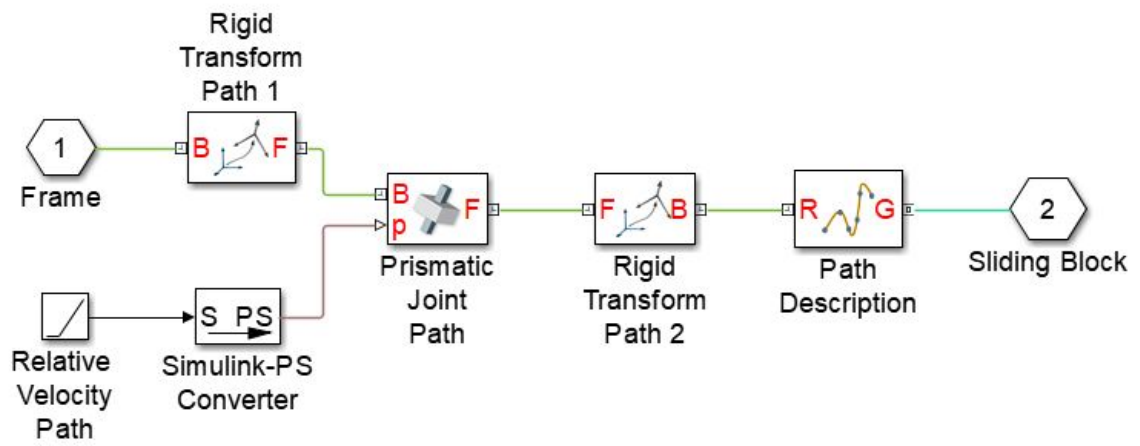 Rigid
Transform
Path 1
1
Frame
B F
B F
p
Prismatic
Joint
Path
F B
Rigid
Transform
Path 2
R G
Path
Description
2
Sliding Block
Relative
Velocity
Path
S PS
Simulink-PS
Converter